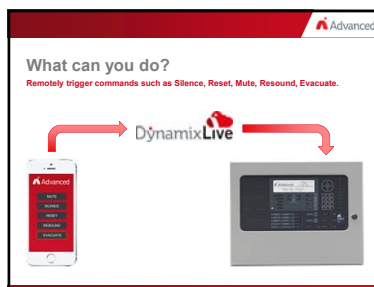 Advanced
What can you do?
Remotely trigger commands such as Silence, Reset, Mute, Resound, Evacuate.
DynamixLive
Advanced
MUTE
SILENCE
RESET
RESOUND
EVACUATE
Advanced